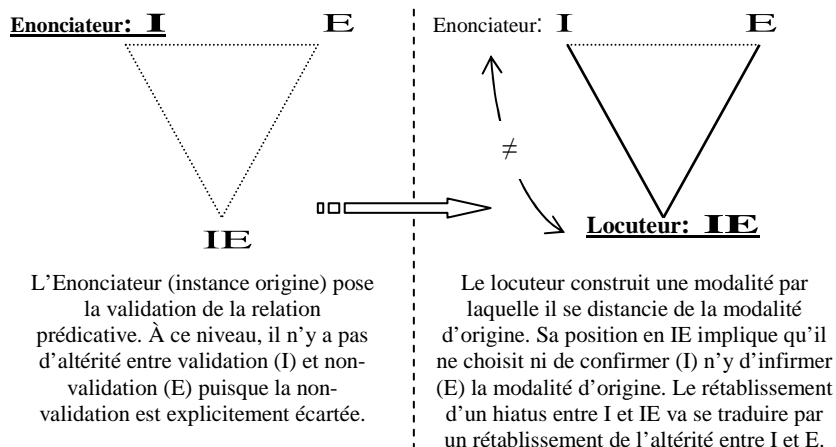 Enonciateur: I
E
IE
L'Enonciateur (instance origine) pose
la validation de la relation
prédicative. À ce niveau, il n'y a pas
d'altérité entre validation (I) et non-
validation (E) puisque la non-
validation est explicitement écartée.
Enonciateur: I
E
≠
Locuteur: IE
Le locuteur construit une modalité par
laquelle il se distancie de la modalité
d'origine. Sa position en IE implique qu'il
ne choisit ni de confirmer (I) n'y d'infirmer
(E) la modalité d'origine. Le rétablissement
d'un hiatus entre I et IE va se traduire par
un rétablissement de l'altérité entre I et E.